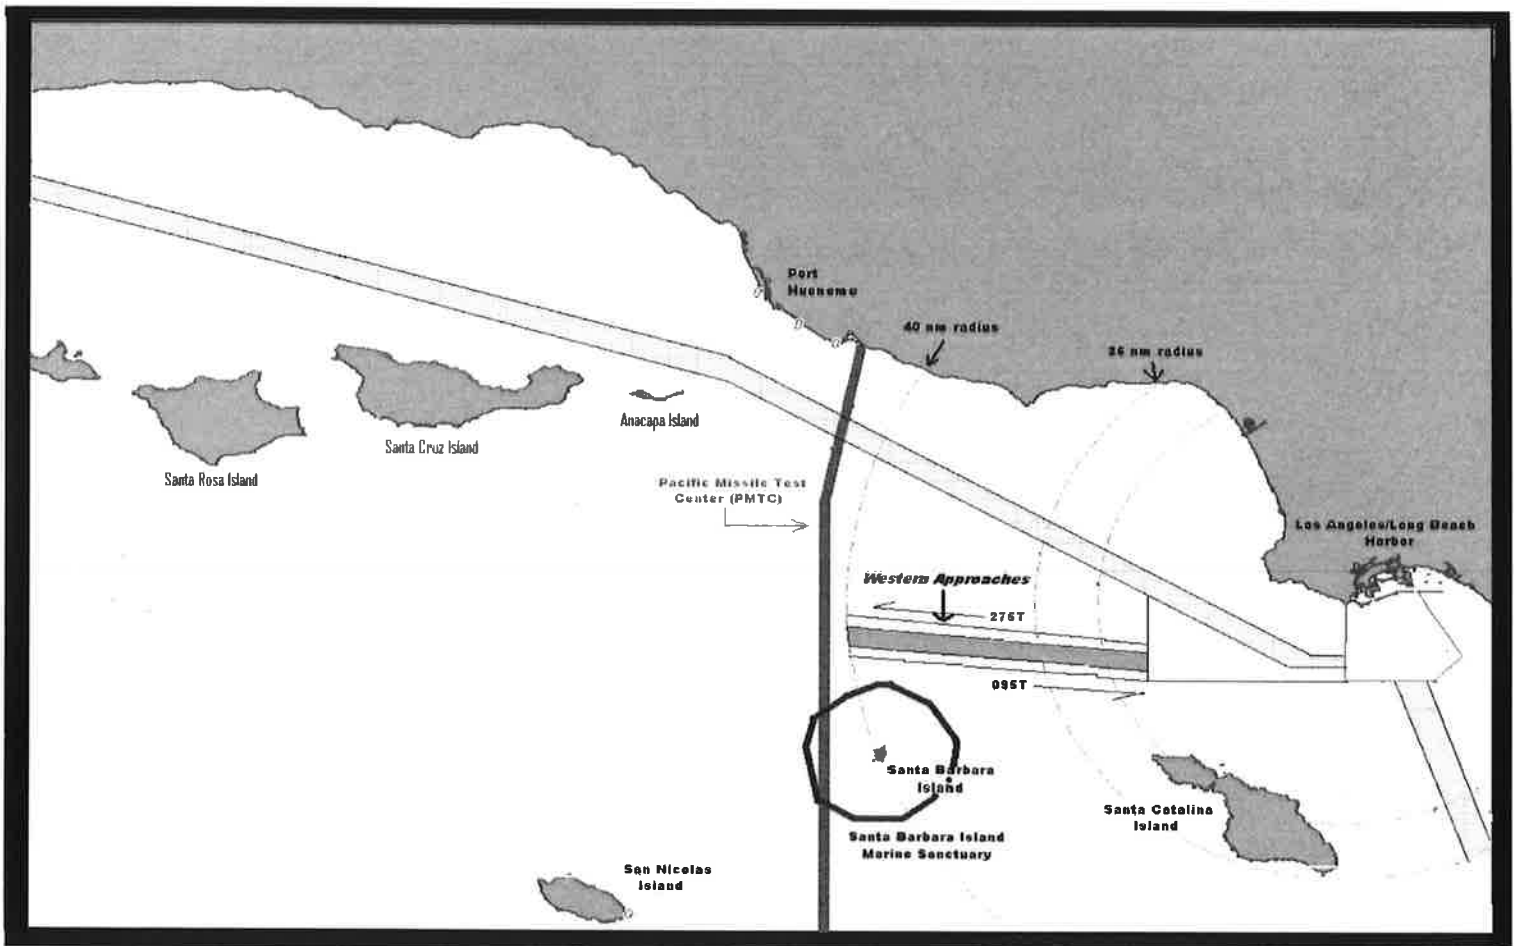 Port
Hueneme
40 nm radius
25 nm radius
Anacapa Island
Santa Cruz Island
Santa Rosa Island
Pacific Missile Test
Center (PMTC)
Los Angeles/Long Beach
Harbor
Western Approaches
275T
095T
Santa Barbara
Island
Santa Catalina
Island
Santa Barbara Island
Marine Sanctuary
San Nicolas
Island